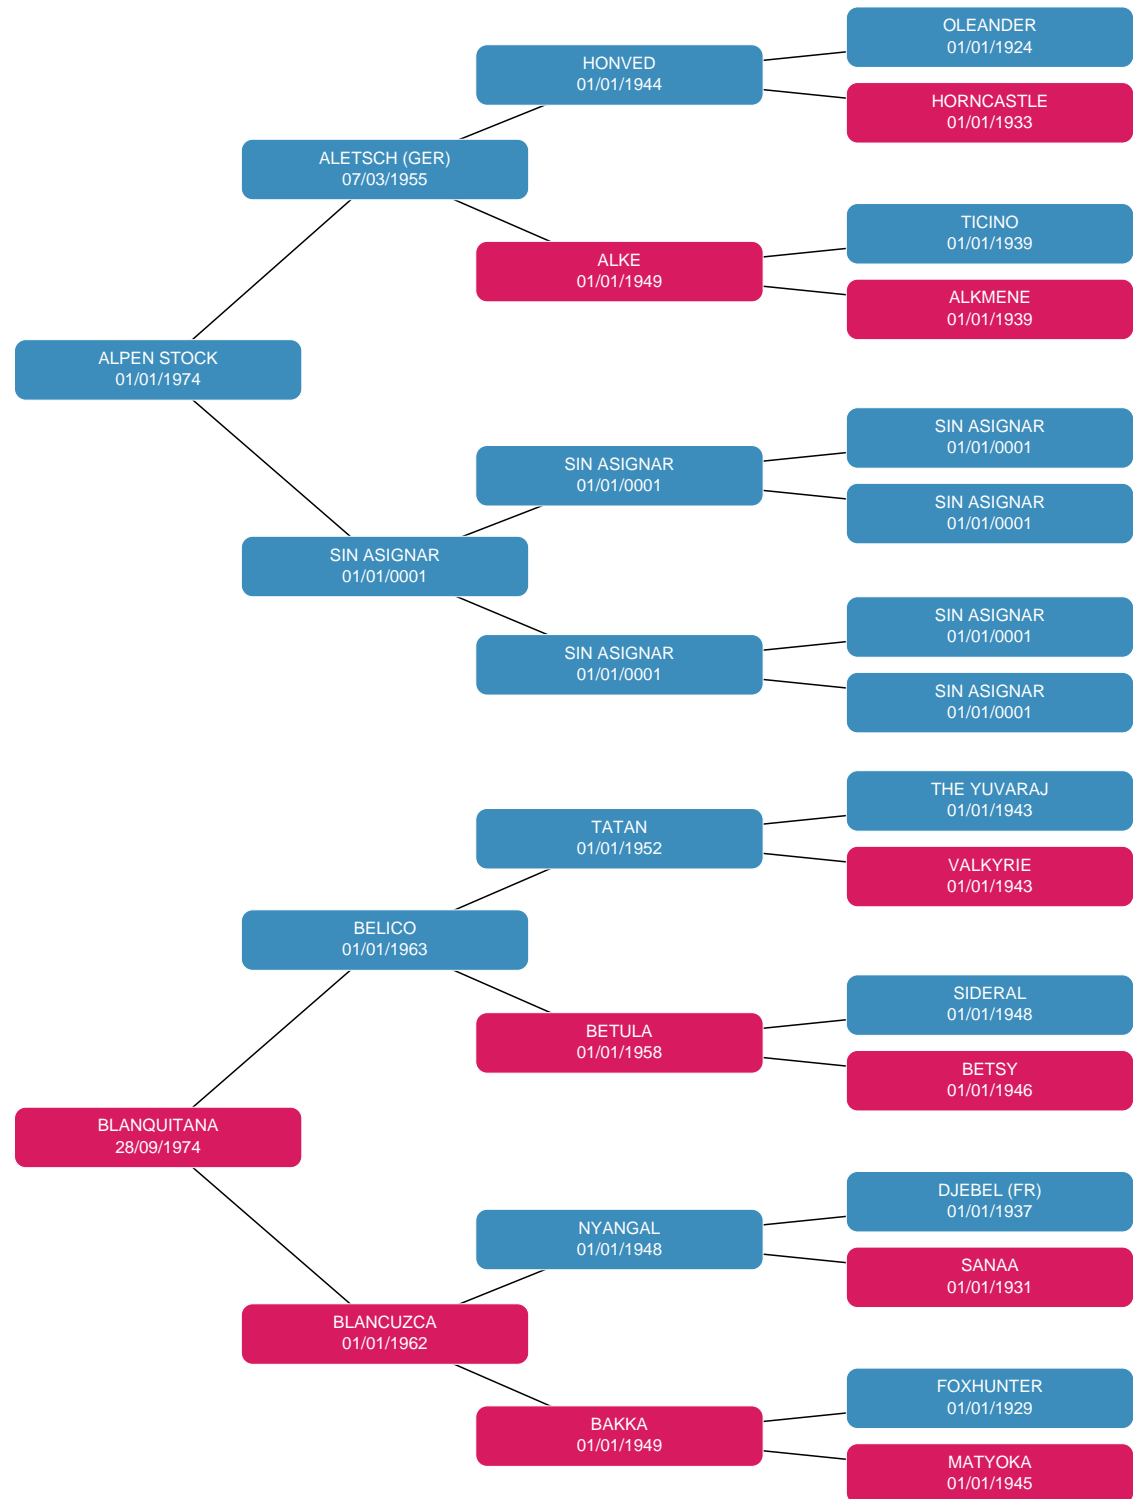 OLEANDER
01/01/1924
HONVED
01/01/1944
HORNCASTLE
01/01/1933
ALETSCH (GER)
07/03/1955
TICINO
01/01/1939
ALKE
01/01/1949
ALKMENE
01/01/1939
ALPEN STOCK
01/01/1974
SIN ASIGNAR
01/01/0001
SIN ASIGNAR
01/01/0001
SIN ASIGNAR
01/01/0001
SIN ASIGNAR
01/01/0001
SIN ASIGNAR
01/01/0001
SIN ASIGNAR
01/01/0001
SIN ASIGNAR
01/01/0001
THE YUVARAJ
01/01/1943
TATAN
01/01/1952
VALKYRIE
01/01/1943
BELICO
01/01/1963
SIDERAL
01/01/1948
BETULA
01/01/1958
BETSY
01/01/1946
BLANQUITANA
28/09/1974
DJEBEL (FR)
01/01/1937
NYANGAL
01/01/1948
SANAA
01/01/1931
BLANCUZCA
01/01/1962
FOXHUNTER
01/01/1929
BAKKA
01/01/1949
MATYOKA
01/01/1945